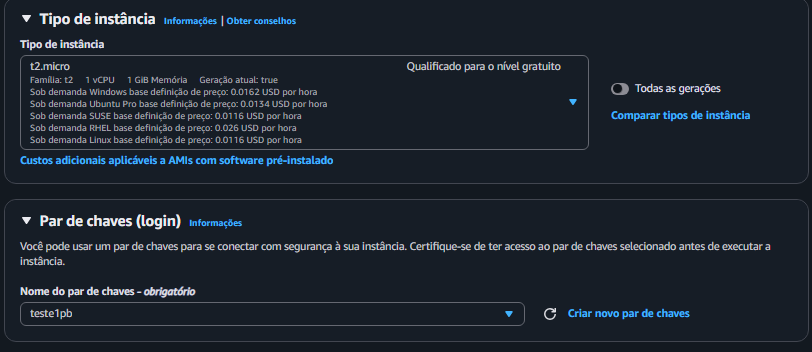 Tipo de instância Informações | Obter conselhos
Tipo de instância
t2.micro Qualificado para o nível gratuito
Família: t2 1 vCPU 1 GiB Memória Geração atual: true
Sob demanda Windows base definição de preço: 0.0162 USD por hora
Sob demanda Ubuntu Pro base definição de preço: 0.0134 USD por hora
Sob demanda SUSE base definição de preço: 0.0116 USD por hora
Sob demanda RHEL base definição de preço: 0.026 USD por hora
Sob demanda Linux base definição de preço: 0.0116 USD por hora
Todas as gerações
Comparar tipos de instância
Custos adicionais aplicáveis a AMIs com software pré-instalado
Par de chaves (login) Informações
Você pode usar um par de chaves para se conectar com segurança à sua instância. Certifique-se de ter acesso ao par de chaves selecionado antes de executar a
instância.
Nome do par de chaves - obrigatório
teste1pb
Criar novo par de chaves